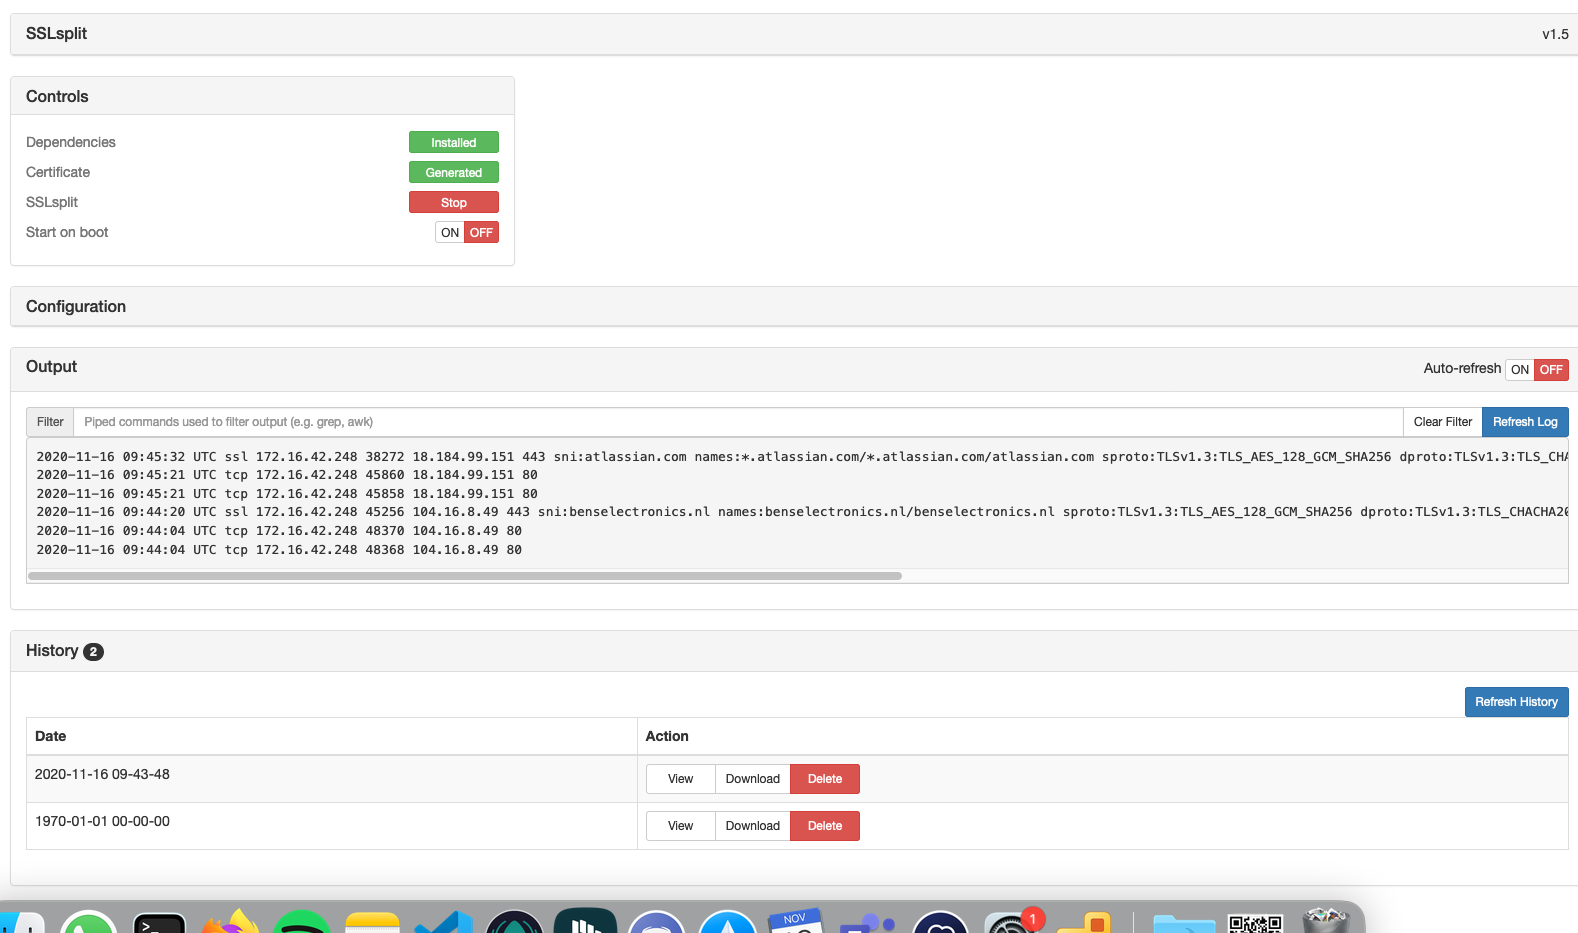 SSLsplit v1.5
Controls
Dependencies Installed
Certificate Generated
SSLsplit Stop
Start on boot ON OFF
Configuration
Output Auto-refresh ON OFF
Filter Piped commands used to filter output (e.g. grep, awk) Clear Filter Refresh Log
2020-11-16 09:45:32 UTC ssl 172.16.42.248 38272 18.184.99.151 443 sni:atlassian.com names:*.atlassian.com/*.atlassian.com/atlassian.com sproto:TLSv1.3:TLS_AES_128_GCM_SHA256 dproto:TLSv1.3:TLS_CHA
2020-11-16 09:45:21 UTC tcp 172.16.42.248 45860 18.184.99.151 80
2020-11-16 09:45:21 UTC tcp 172.16.42.248 45858 18.184.99.151 80
2020-11-16 09:44:20 UTC ssl 172.16.42.248 45256 104.16.8.49 443 sni:benselectronics.nl names:benselectronics.nl/benselectronics.nl sproto:TLSv1.3:TLS_AES_128_GCM_SHA256 dproto:TLSv1.3:TLS_CHACHA20
2020-11-16 09:44:04 UTC tcp 172.16.42.248 48370 104.16.8.49 80
2020-11-16 09:44:04 UTC tcp 172.16.42.248 48368 104.16.8.49 80
History 2
Refresh History
Date Action
2020-11-16 09-43-48 View Download Delete
1970-01-01 00-00-00 View Download Delete
NOV
1